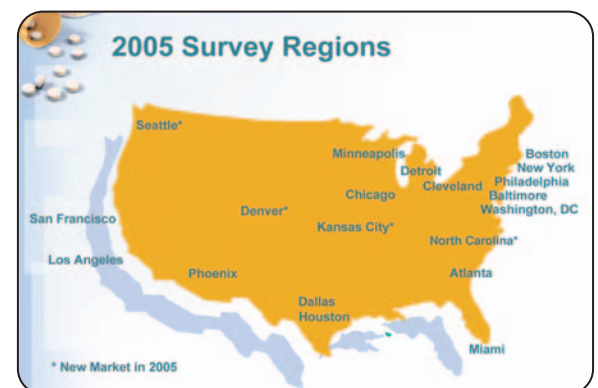 2005 Survey Regions
Seattle*
Minneapolis
Detroit
Chicago
Cleveland
Boston
New York
Philadelphia
Baltimore
Washington, DC
Denver*
Kansas City*
San Francisco
North Carolina*
Los Angeles
Phoenix
Atlanta
Dallas
Houston
Miami
* New Market in 2005